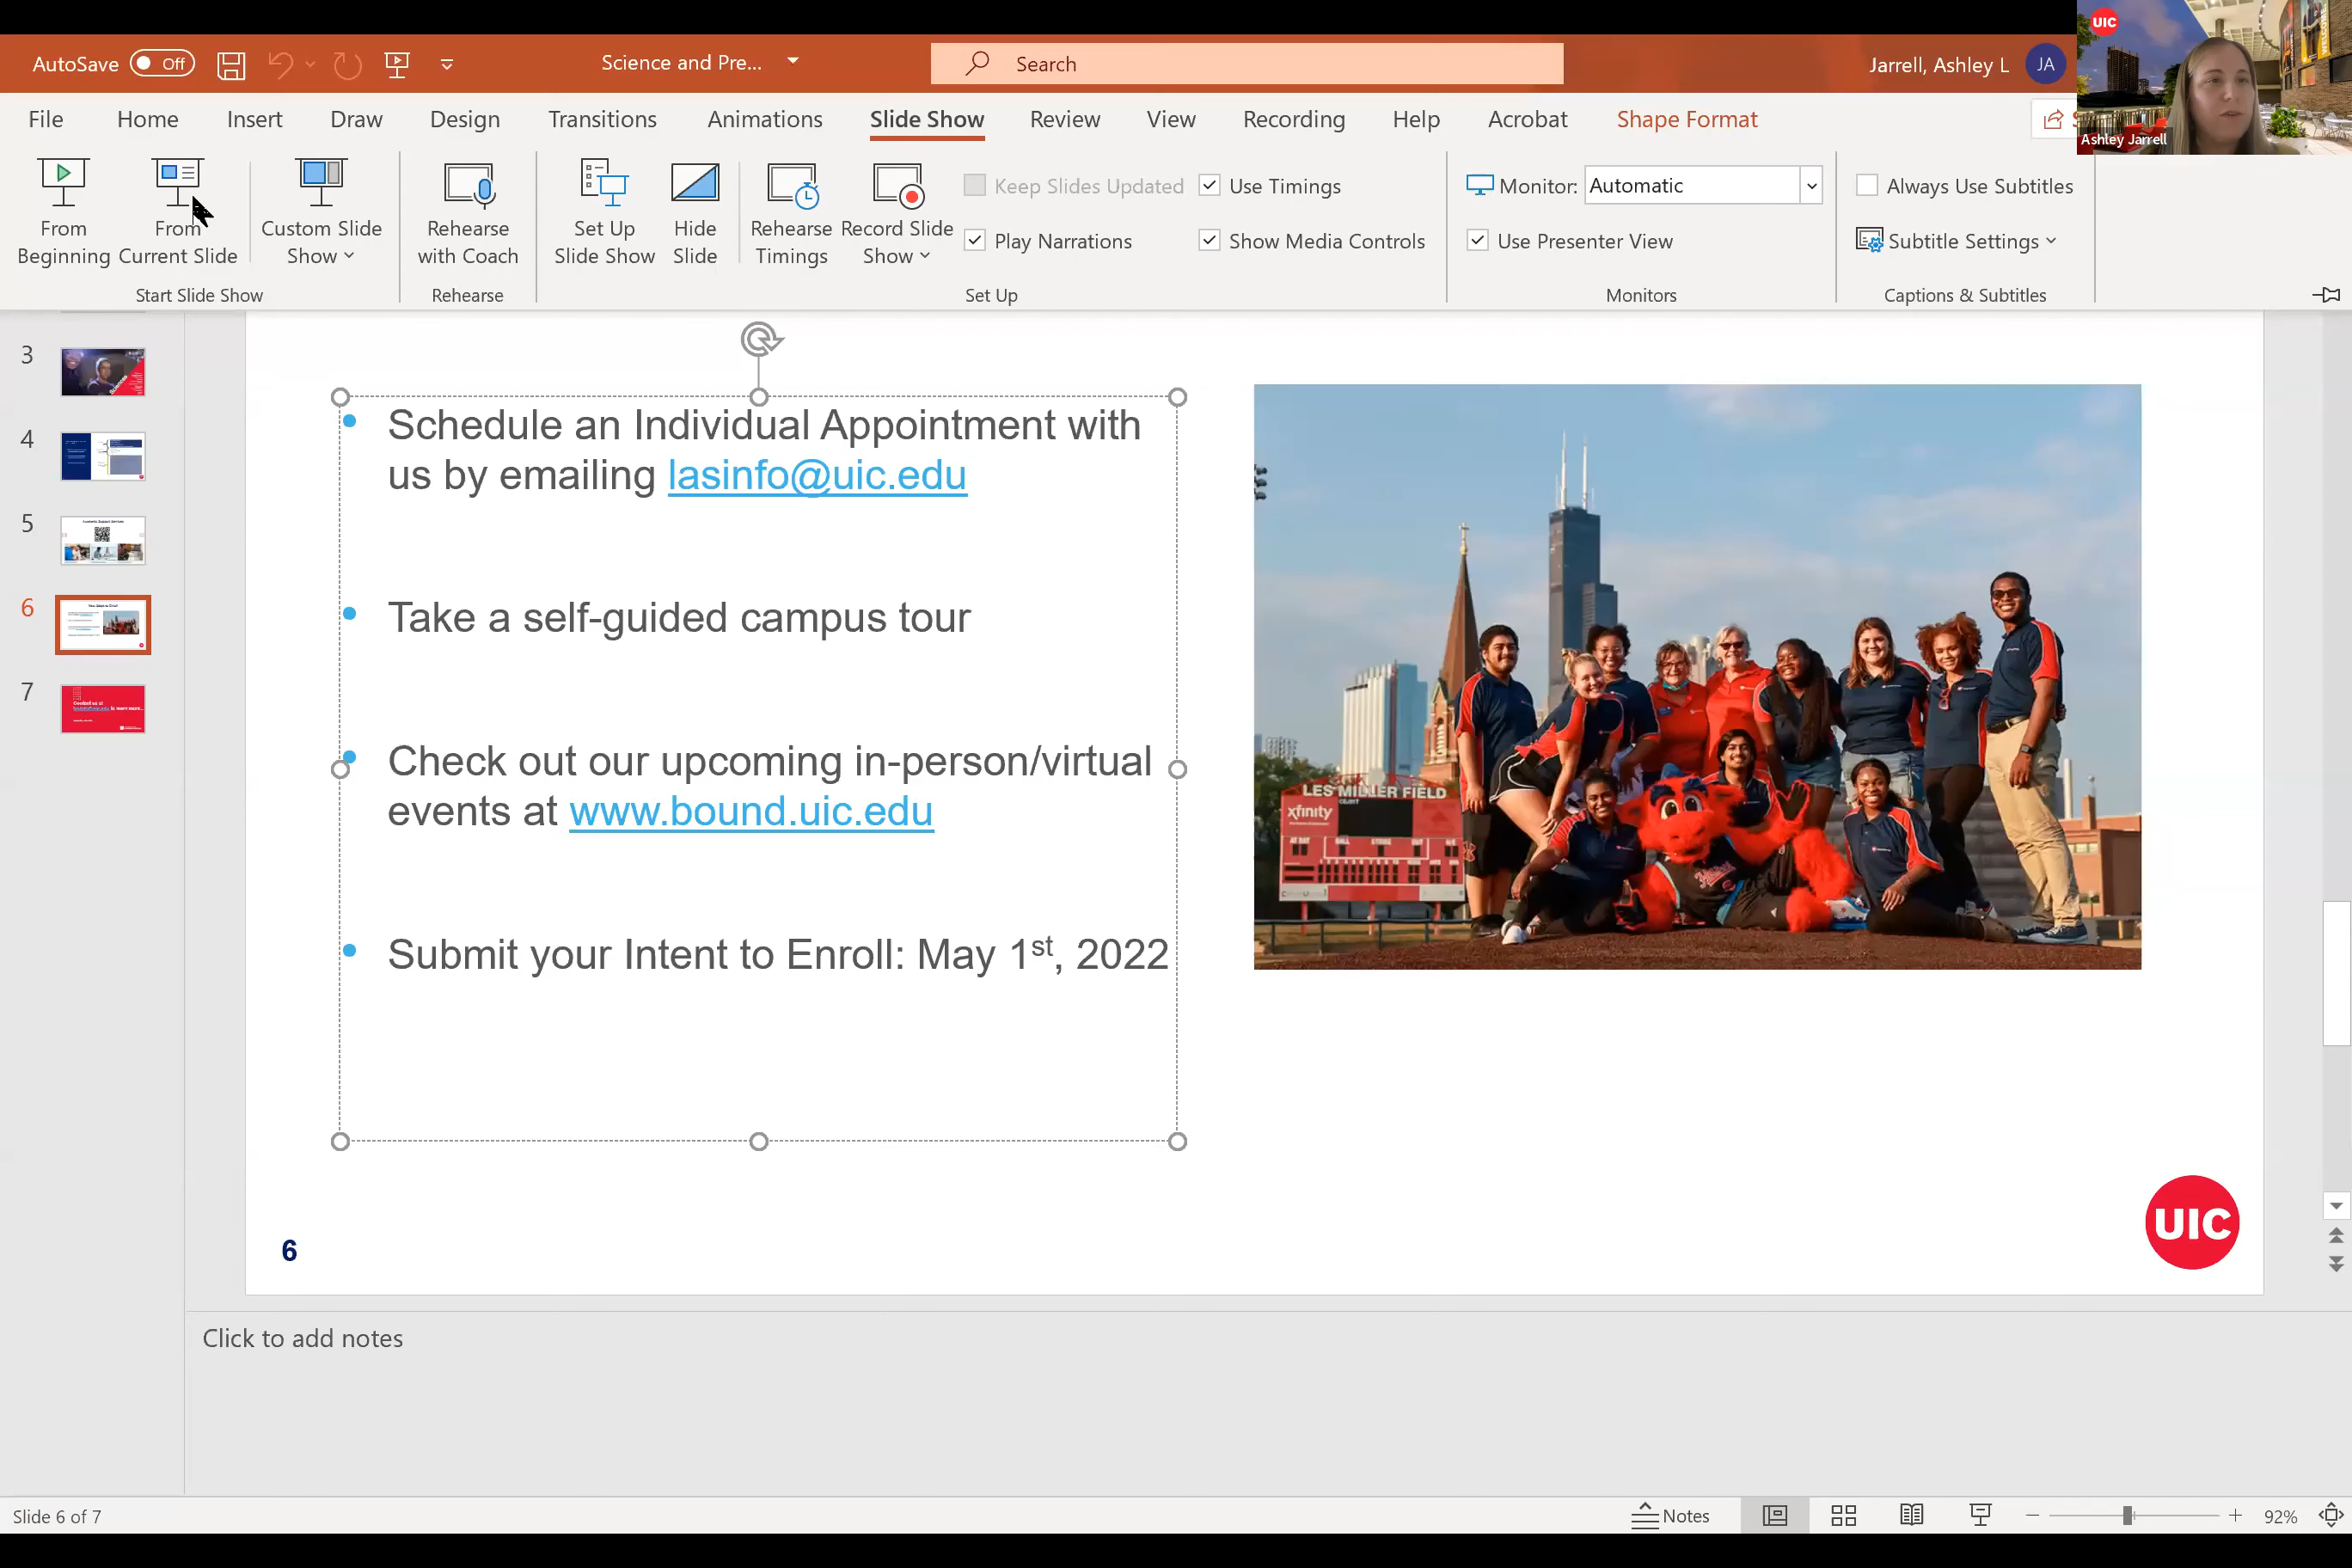 AutoSave Off
Science and Pre...
Search
Jarrell, Ashley L
JA
UIC
WELCOME
Ashley Jarrell
File Home Insert Draw Design Transitions Animations Slide Show Review View Recording Help Acrobat Shape Format
From Beginning
From Current Slide
Custom Slide Show
Rehearse with Coach
Set Up Slide Show
Hide Slide
Rehearse Timings
Record Slide Show
Keep Slides Updated
Use Timings
Play Narrations
Show Media Controls
Monitor: Automatic
Use Presenter View
Always Use Subtitles
Subtitle Settings
Start Slide Show
Rehearse
Set Up
Monitors
Captions & Subtitles
3
4
5
6
7
Schedule an Individual Appointment with
us by emailing lasinfo@uic.edu
Take a self-guided campus tour
Check out our upcoming in-person/virtual
events at www.bound.uic.edu
Submit your Intent to Enroll: May 1st, 2022
LES MILLER FIELD
xfinity
AT BAT BALL STRIKE OUT
6
UIC
Click to add notes
Slide 6 of 7
Notes
92%